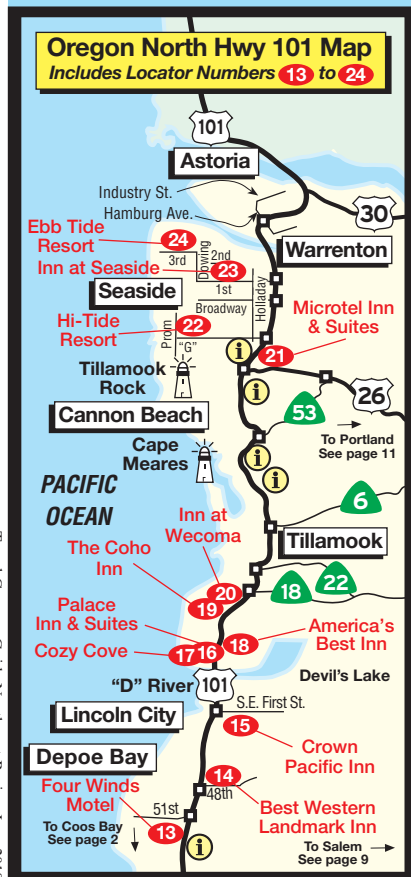 Oregon North Hwy 101 Map
Includes Locator Numbers 13 to 24
101
Astoria
Industry St.
Hamburg Ave.
30
Ebb Tide
Resort
24
3rd
Dowing
2nd
Warrenton
Inn at Seaside
23
1st
Seaside
Broadway
Holladay
Microtel Inn
& Suites
Hi-Tide
Resort
22
Prom
"G"
i
21
Tillamook
Rock
i
26
Cannon Beach
53
To Portland
See page 11
Cape
Meares
i
i
PACIFIC
OCEAN
6
Inn at
Wecoma
Tillamook
The Coho
Inn
20
19
18
22
Palace
Inn & Suites
America's
Best Inn
Cozy Cove
17
16
18
"D" River
101
Devil's Lake
Lincoln City
S.E. First St.
15
Crown
Pacific Inn
Depoe Bay
Four Winds
Motel
14
48th
Best Western
Landmark Inn
51st
13
To Coos Bay
See page 2
i
To Salem
See page 9